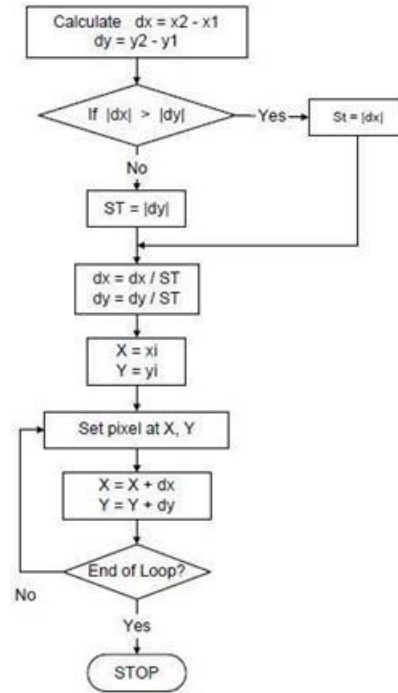 Calculate dx = x2 - x1
dy = y2 - y1
If |dx| > |dy|
Yes
St = |dx|
No
ST = |dy|
dx = dx / ST
dy = dy / ST
X = xi
Y = yi
Set pixel at X, Y
X = X + dx
Y = Y + dy
End of Loop?
No
Yes
STOP